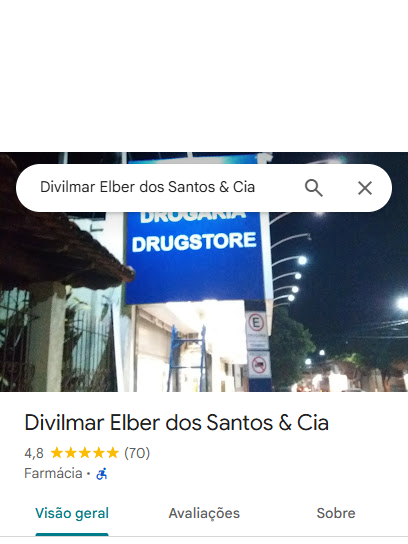 Divilmar Elber dos Santos & Cia
DROGARIA
DRUGSTORE
E
Divilmar Elber dos Santos & Cia
4,8 (70)
Farmácia ·
Visão geral Avaliações Sobre